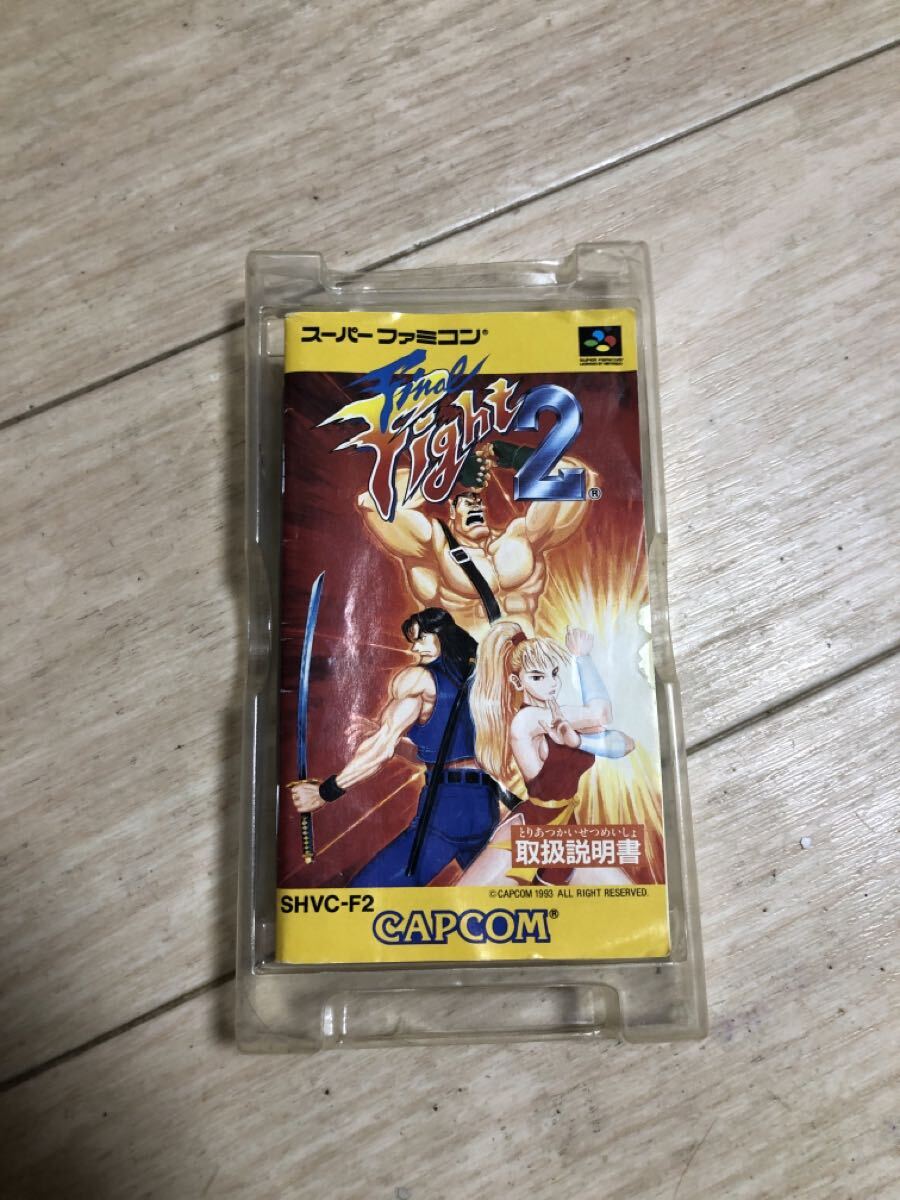 スーパーファミコン®
SUPER FAMICOM
LICENSED BY NINTENDO
Final
Fight 2®
とりあつかいせつめいしょ
取扱説明書
©CAPCOM 1993 ALL RIGHT RESERVED.
SHVC-F2
CAPCOM®